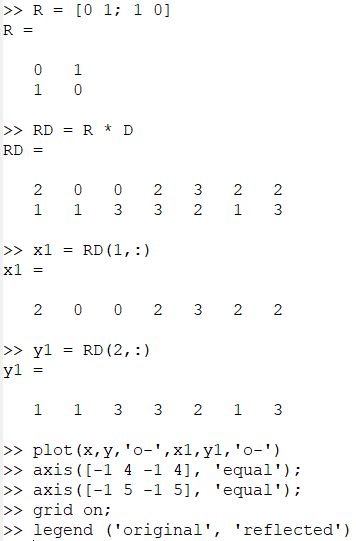 >> R = [0 1; 1 0]
R =
0 1
1 0
>> RD = R * D
RD =
2 0 0 2 3 2 2
1 1 3 3 2 1 3
>> x1 = RD(1,:)
x1 =
2 0 0 2 3 2 2
>> y1 = RD(2,:)
y1 =
1 1 3 3 2 1 3
>> plot(x,y,'o-',x1,y1,'o-')
>> axis([-1 4 -1 4], 'equal');
>> axis([-1 5 -1 5], 'equal');
>> grid on;
>> legend ('original', 'reflected')